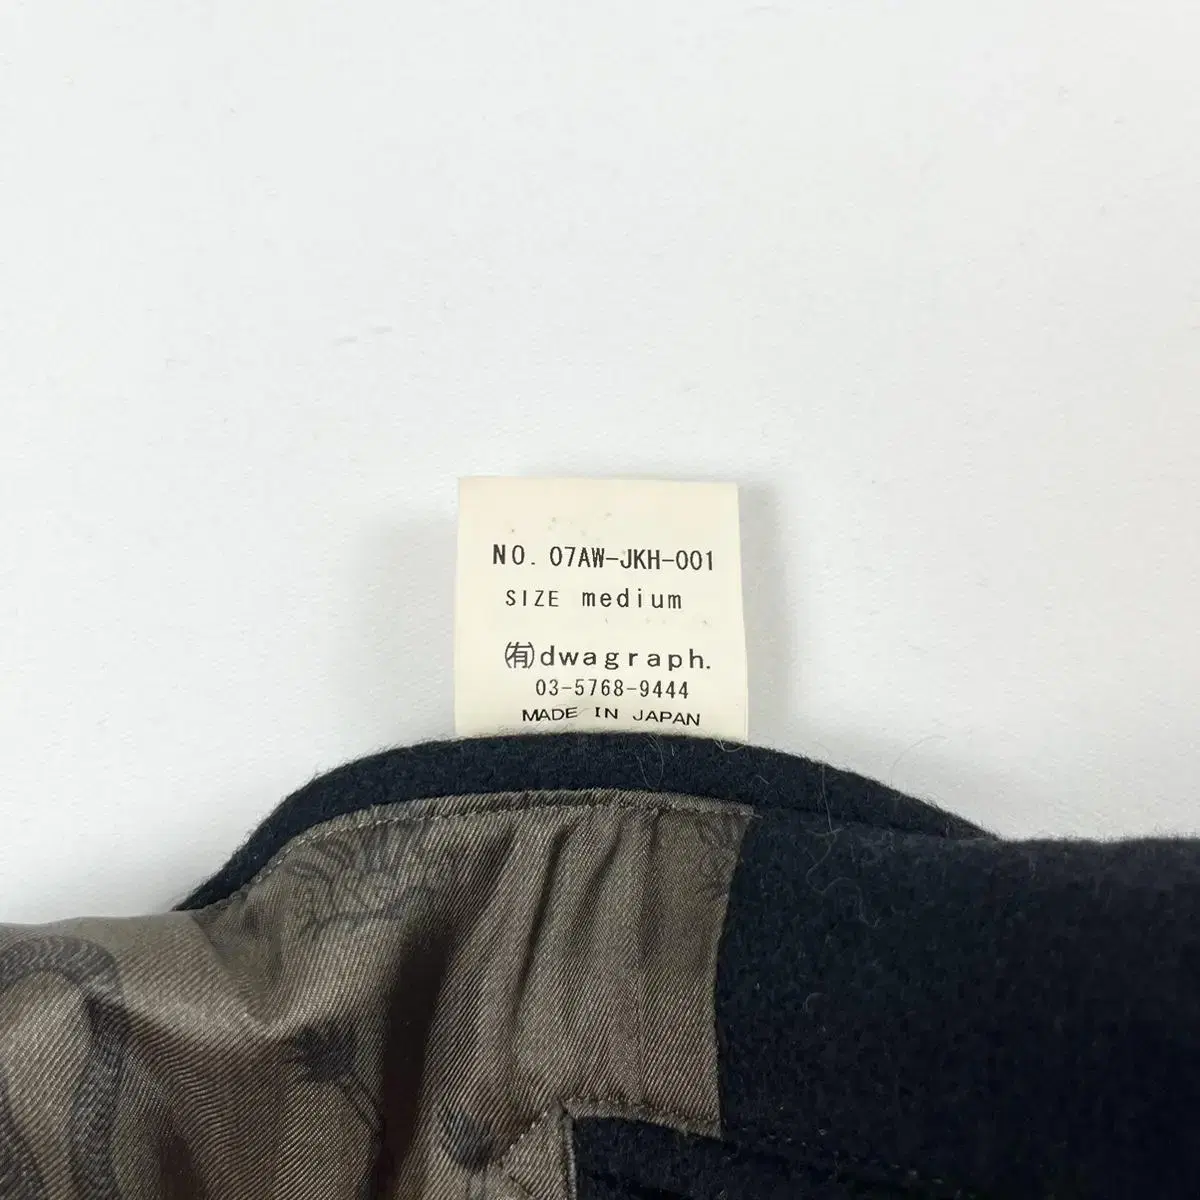 NO. 07AW-JKH-001
SIZE medium
㈲dwagraph.
03-5768-9444
MADE IN JAPAN